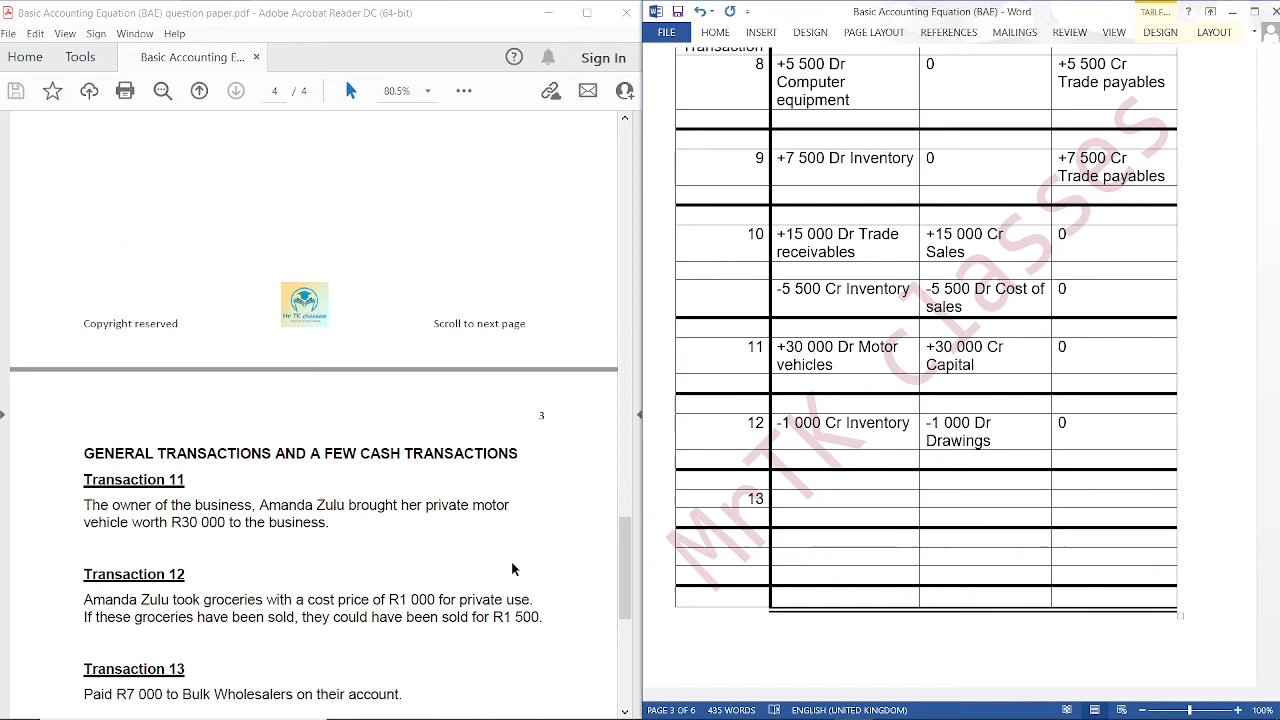 Basic Accounting Equation (BAE) question paper.pdf - Adobe Acrobat Reader DC (64-bit)
File Edit View Sign Window Help
Home Tools Basic Accounting E... × Sign In
4 / 4 80.5%
Copyright reserved
Mr TK classes
Scroll to next page
3
GENERAL TRANSACTIONS AND A FEW CASH TRANSACTIONS
Transaction 11
The owner of the business, Amanda Zulu brought her private motor
vehicle worth R30 000 to the business.
Transaction 12
Amanda Zulu took groceries with a cost price of R1 000 for private use.
If these groceries have been sold, they could have been sold for R1 500.
Transaction 13
Paid R7 000 to Bulk Wholesalers on their account.
Basic Accounting Equation (BAE) - Word
TABLE...
FILE HOME INSERT DESIGN PAGE LAYOUT REFERENCES MAILINGS REVIEW VIEW DESIGN LAYOUT
Transaction
8 +5 500 Dr 0 +5 500 Cr
Computer Trade payables
equipment
9 +7 500 Dr Inventory 0 +7 500 Cr
Trade payables
10 +15 000 Dr Trade +15 000 Cr 0
receivables Sales
-5 500 Cr Inventory -5 500 Dr Cost of 0
sales
11 +30 000 Dr Motor +30 000 Cr 0
vehicles Capital
12 -1 000 Cr Inventory -1 000 Dr 0
Drawings
13
MrTK classes
PAGE 3 OF 6 435 WORDS ENGLISH (UNITED KINGDOM) 100%